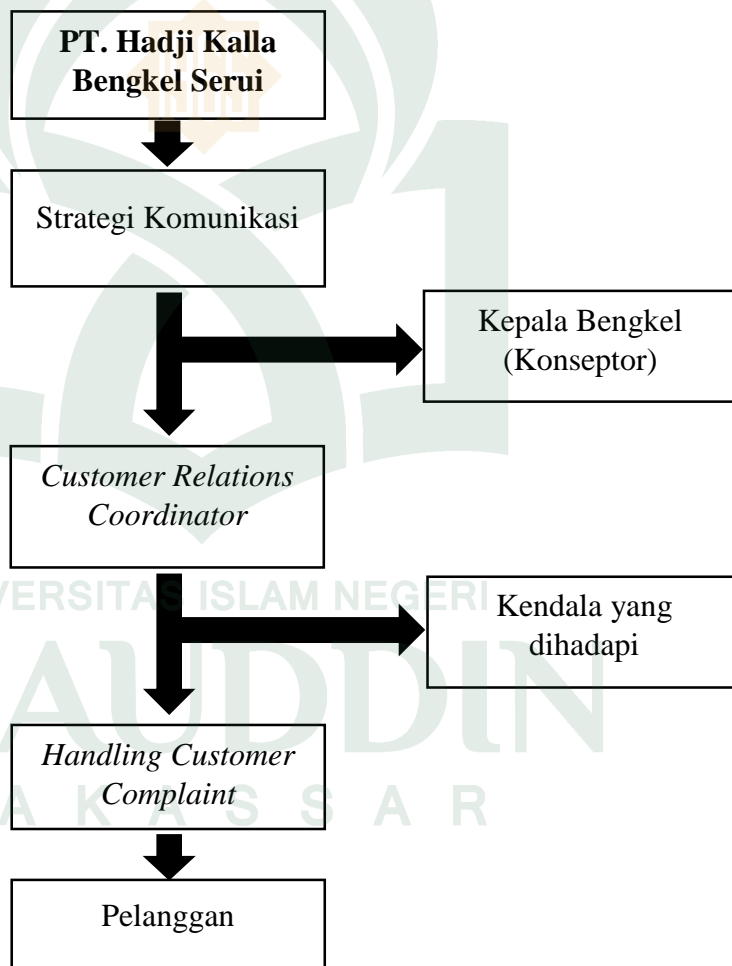 PT. Hadji Kalla
Bengkel Serui
Strategi Komunikasi
Kepala Bengkel
(Konseptor)
Customer Relations
Coordinator
VERSITAS ISLAM NEGERI
Kendala yang
dihadapi
AUDDIN
Handling Customer
Complaint
AKASSAR
Pelanggan